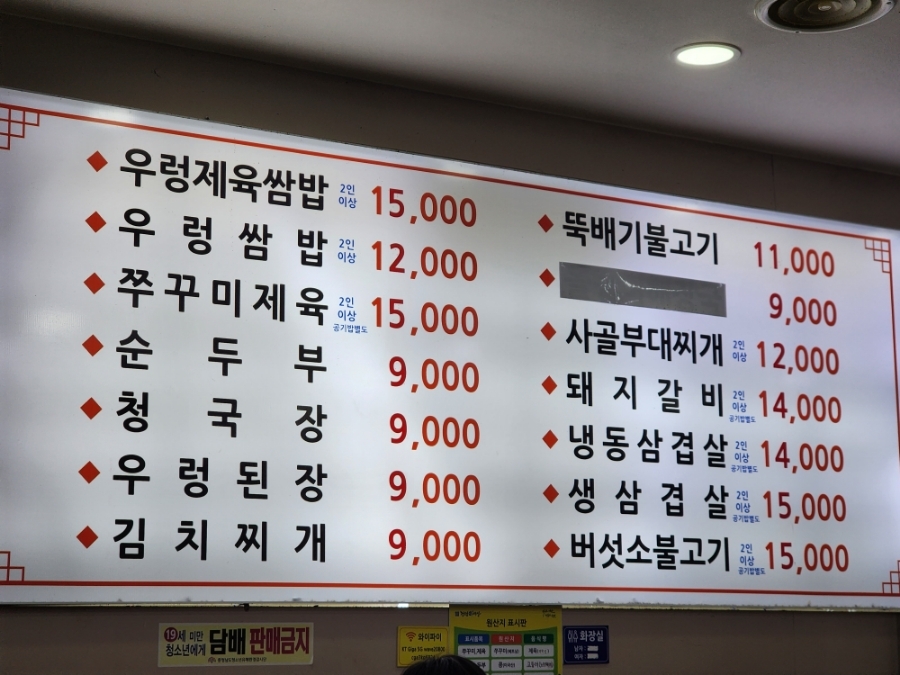 우렁제육쌈밥 2인 이상 15,000
우렁쌈밥 2인 이상 12,000
쭈꾸미제육 2인 이상 공기밥별도 15,000
순두부 9,000
청국장 9,000
우렁된장 9,000
김치찌개 9,000
뚝배기불고기 11,000
9,000
사골부대찌개 2인 이상 12,000
돼지갈비 2인 이상 공기밥별도 14,000
냉동삼겹살 2인 이상 공기밥별도 14,000
생삼겹살 2인 이상 공기밥별도 15,000
버섯소불고기 2인 이상 공기밥별도 15,000
19세 미만
청소년에게 담배 판매금지
와이파이
원산지 표시판
화장실